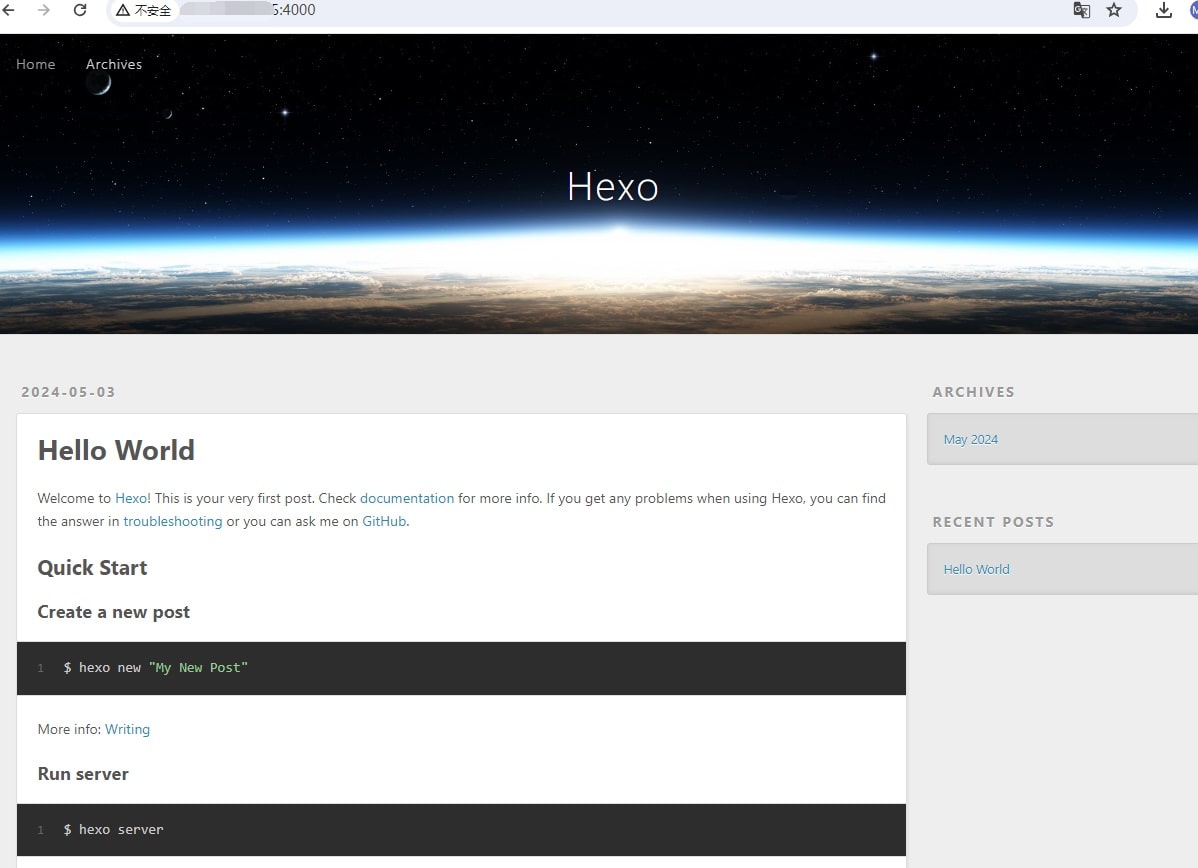 不安全 5:4000
Home Archives
Hexo
2024-05-03
Hello World
Welcome to Hexo! This is your very first post. Check documentation for more info. If you get any problems when using Hexo, you can find
the answer in troubleshooting or you can ask me on GitHub.
Quick Start
Create a new post
1 $ hexo new "My New Post"
More info: Writing
Run server
1 $ hexo server
ARCHIVES
May 2024
RECENT POSTS
Hello World